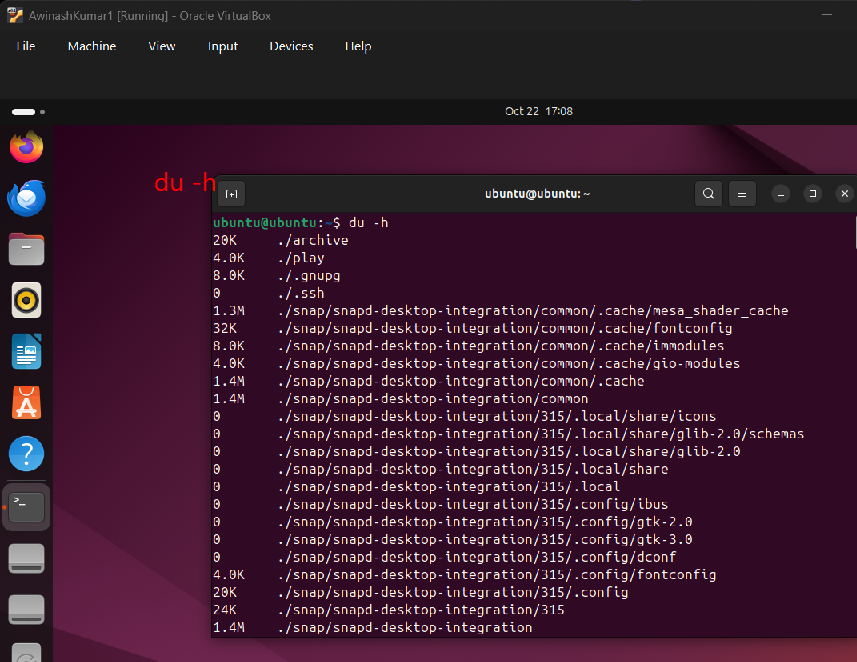 AwinashKumar1 [Running] - Oracle VirtualBox
File Machine View Input Devices Help
Oct 22 17:08
du -h
ubuntu@ubuntu: ~
ubuntu@ubuntu:~$ du -h
20K ./archive
4.0K ./play
8.0K ./.gnupg
0 ./.ssh
1.3M ./snap/snapd-desktop-integration/common/.cache/mesa_shader_cache
32K ./snap/snapd-desktop-integration/common/.cache/fontconfig
8.0K ./snap/snapd-desktop-integration/common/.cache/immodules
4.0K ./snap/snapd-desktop-integration/common/.cache/gio-modules
1.4M ./snap/snapd-desktop-integration/common/.cache
1.4M ./snap/snapd-desktop-integration/common
0 ./snap/snapd-desktop-integration/315/.local/share/icons
0 ./snap/snapd-desktop-integration/315/.local/share/glib-2.0/schemas
0 ./snap/snapd-desktop-integration/315/.local/share/glib-2.0
0 ./snap/snapd-desktop-integration/315/.local/share
0 ./snap/snapd-desktop-integration/315/.local
0 ./snap/snapd-desktop-integration/315/.config/ibus
0 ./snap/snapd-desktop-integration/315/.config/gtk-2.0
0 ./snap/snapd-desktop-integration/315/.config/gtk-3.0
0 ./snap/snapd-desktop-integration/315/.config/dconf
4.0K ./snap/snapd-desktop-integration/315/.config/fontconfig
20K ./snap/snapd-desktop-integration/315/.config
24K ./snap/snapd-desktop-integration/315
1.4M ./snap/snapd-desktop-integration